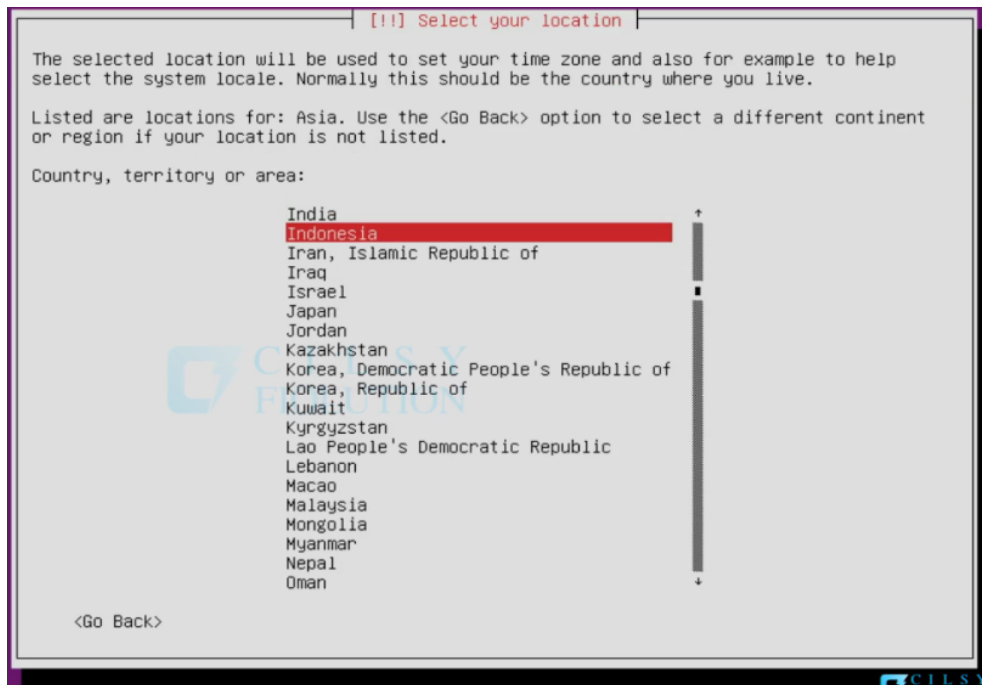 [!!] Select your location
The selected location will be used to set your time zone and also for example to help
select the system locale. Normally this should be the country where you live.
Listed are locations for: Asia. Use the <Go Back> option to select a different continent
or region if your location is not listed.
Country, territory or area:
India
Indonesia
Iran, Islamic Republic of
Iraq
Israel
Japan
Jordan
Kazakhstan
Korea, Democratic People's Republic of
Korea, Republic of
Kuwait
Kyrgyzstan
Lao People's Democratic Republic
Lebanon
Macao
Malaysia
Mongolia
Myanmar
Nepal
Oman
<Go Back>
CILSY